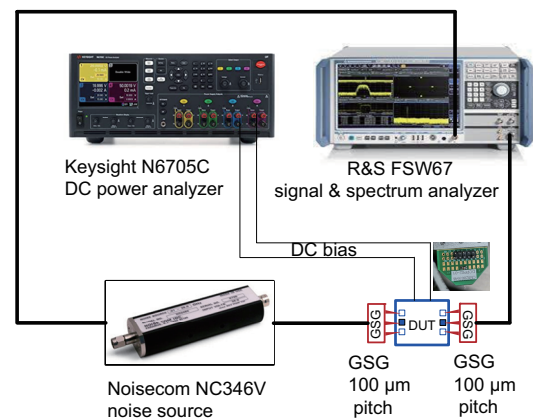 Keysight N6705C
DC power analyzer
R&S FSW67
signal & spectrum analyzer
DC bias
GSG
DUT
GSG
Noisecom NC346V
noise source
GSG
100 µm
pitch
GSG
100 µm
pitch